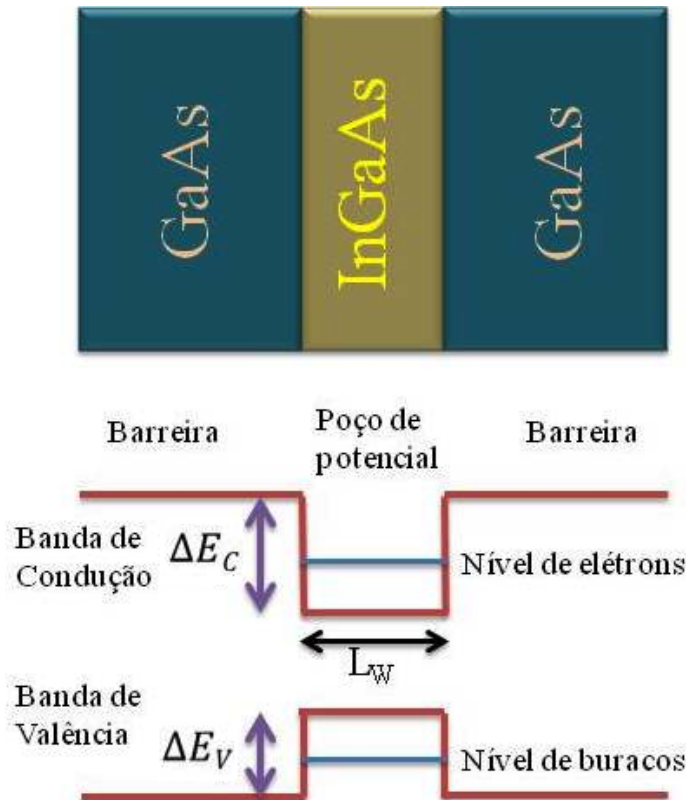 GaAs
InGaAs
GaAs
Barreira
Poço de
potencial
Barreira
Banda de
Condução
ΔE_C
Nível de elétrons
L_W
Banda de
Valência
ΔE_V
Nível de buracos